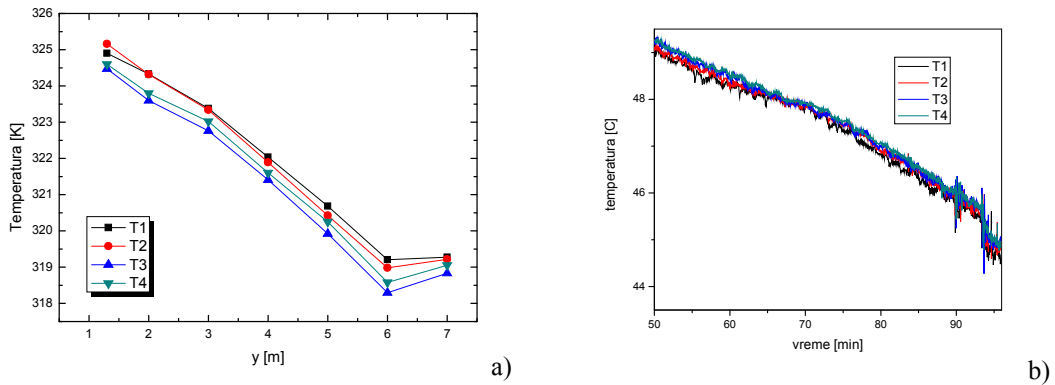 326
325
324
323
322
321
320
319
318
Temperatura [K]
T1
T2
T3
T4
1 2 3 4 5 6 7
y [m]
a)
48
46
44
temperatura [C]
T1
T2
T3
T4
50 60 70 80 90
vreme [min]
b)